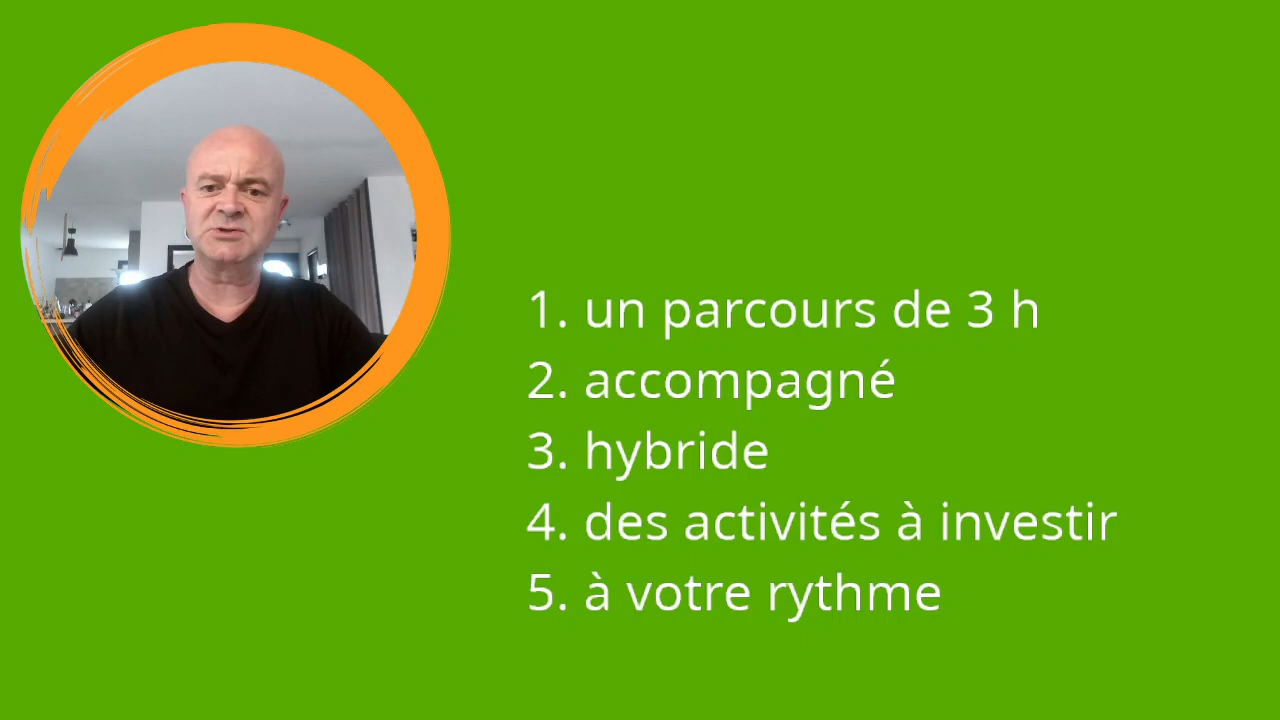 1. un parcours de 3 h
2. accompagné
3. hybride
4. des activités à investir
5. à votre rythme